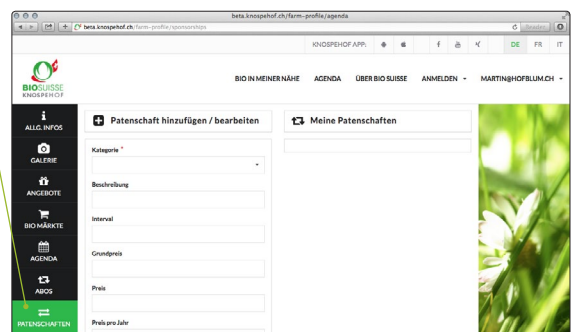 beta.knospehof.ch/farm-profile/agenda
beta.knospehof.ch/farm-profile/sponsorships
Reader
KNOSPEHOF APP:
DE FR IT
BIOSUISSE
KNOSPEHOF
BIO IN MEINER NÄHE AGENDA ÜBER BIO SUISSE ANMELDEN MARTIN@HOFBLUM.CH
ALLG. INFOS
GALERIE
ANGEBOTE
BIO MÄRKTE
AGENDA
ABOS
PATENSCHAFTEN
Patenschaft hinzufügen / bearbeiten
Kategorie *
Beschreibung
Interval
Grundpreis
Preis
Preis pro Jahr
Meine Patenschaften